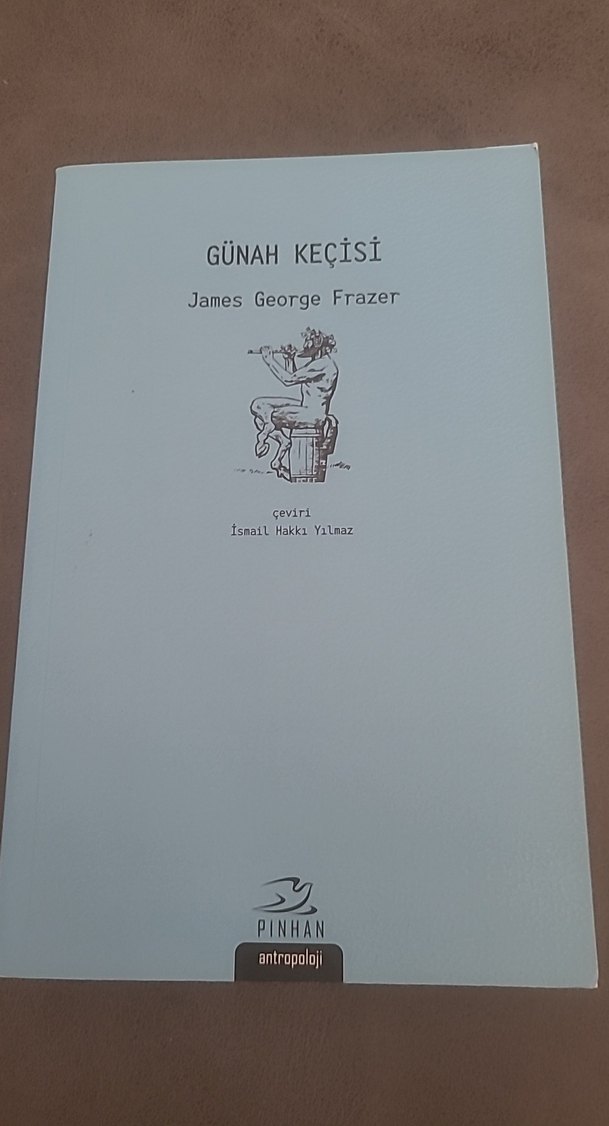 GÜNAH KEÇİSİ
James George Frazer
çeviri
İsmail Hakkı Yılmaz
PINHAN
antropoloji